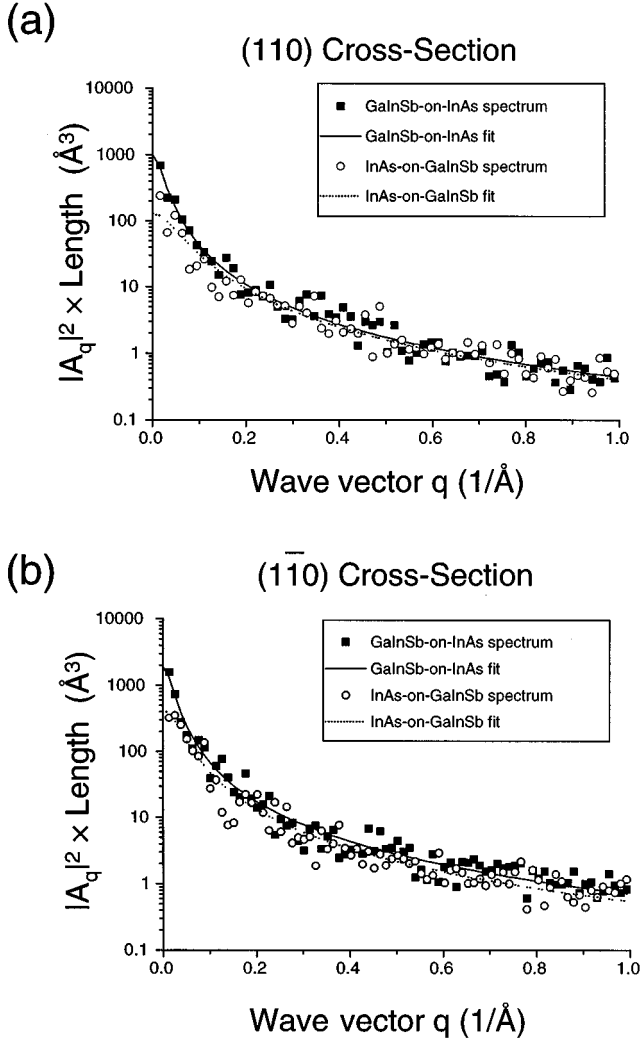 (a)
(110) Cross-Section
GaInSb-on-InAs spectrum
GaInSb-on-InAs fit
InAs-on-GaInSb spectrum
InAs-on-GaInSb fit
|A_q|² × Length (Å³)
10000
1000
100
10
1
0.1
0.0 0.2 0.4 0.6 0.8 1.0
Wave vector q (1/Å)
(b)
(11̅0) Cross-Section
GaInSb-on-InAs spectrum
GaInSb-on-InAs fit
InAs-on-GaInSb spectrum
InAs-on-GaInSb fit
|A_q|² × Length (Å³)
10000
1000
100
10
1
0.1
0.0 0.2 0.4 0.6 0.8 1.0
Wave vector q (1/Å)